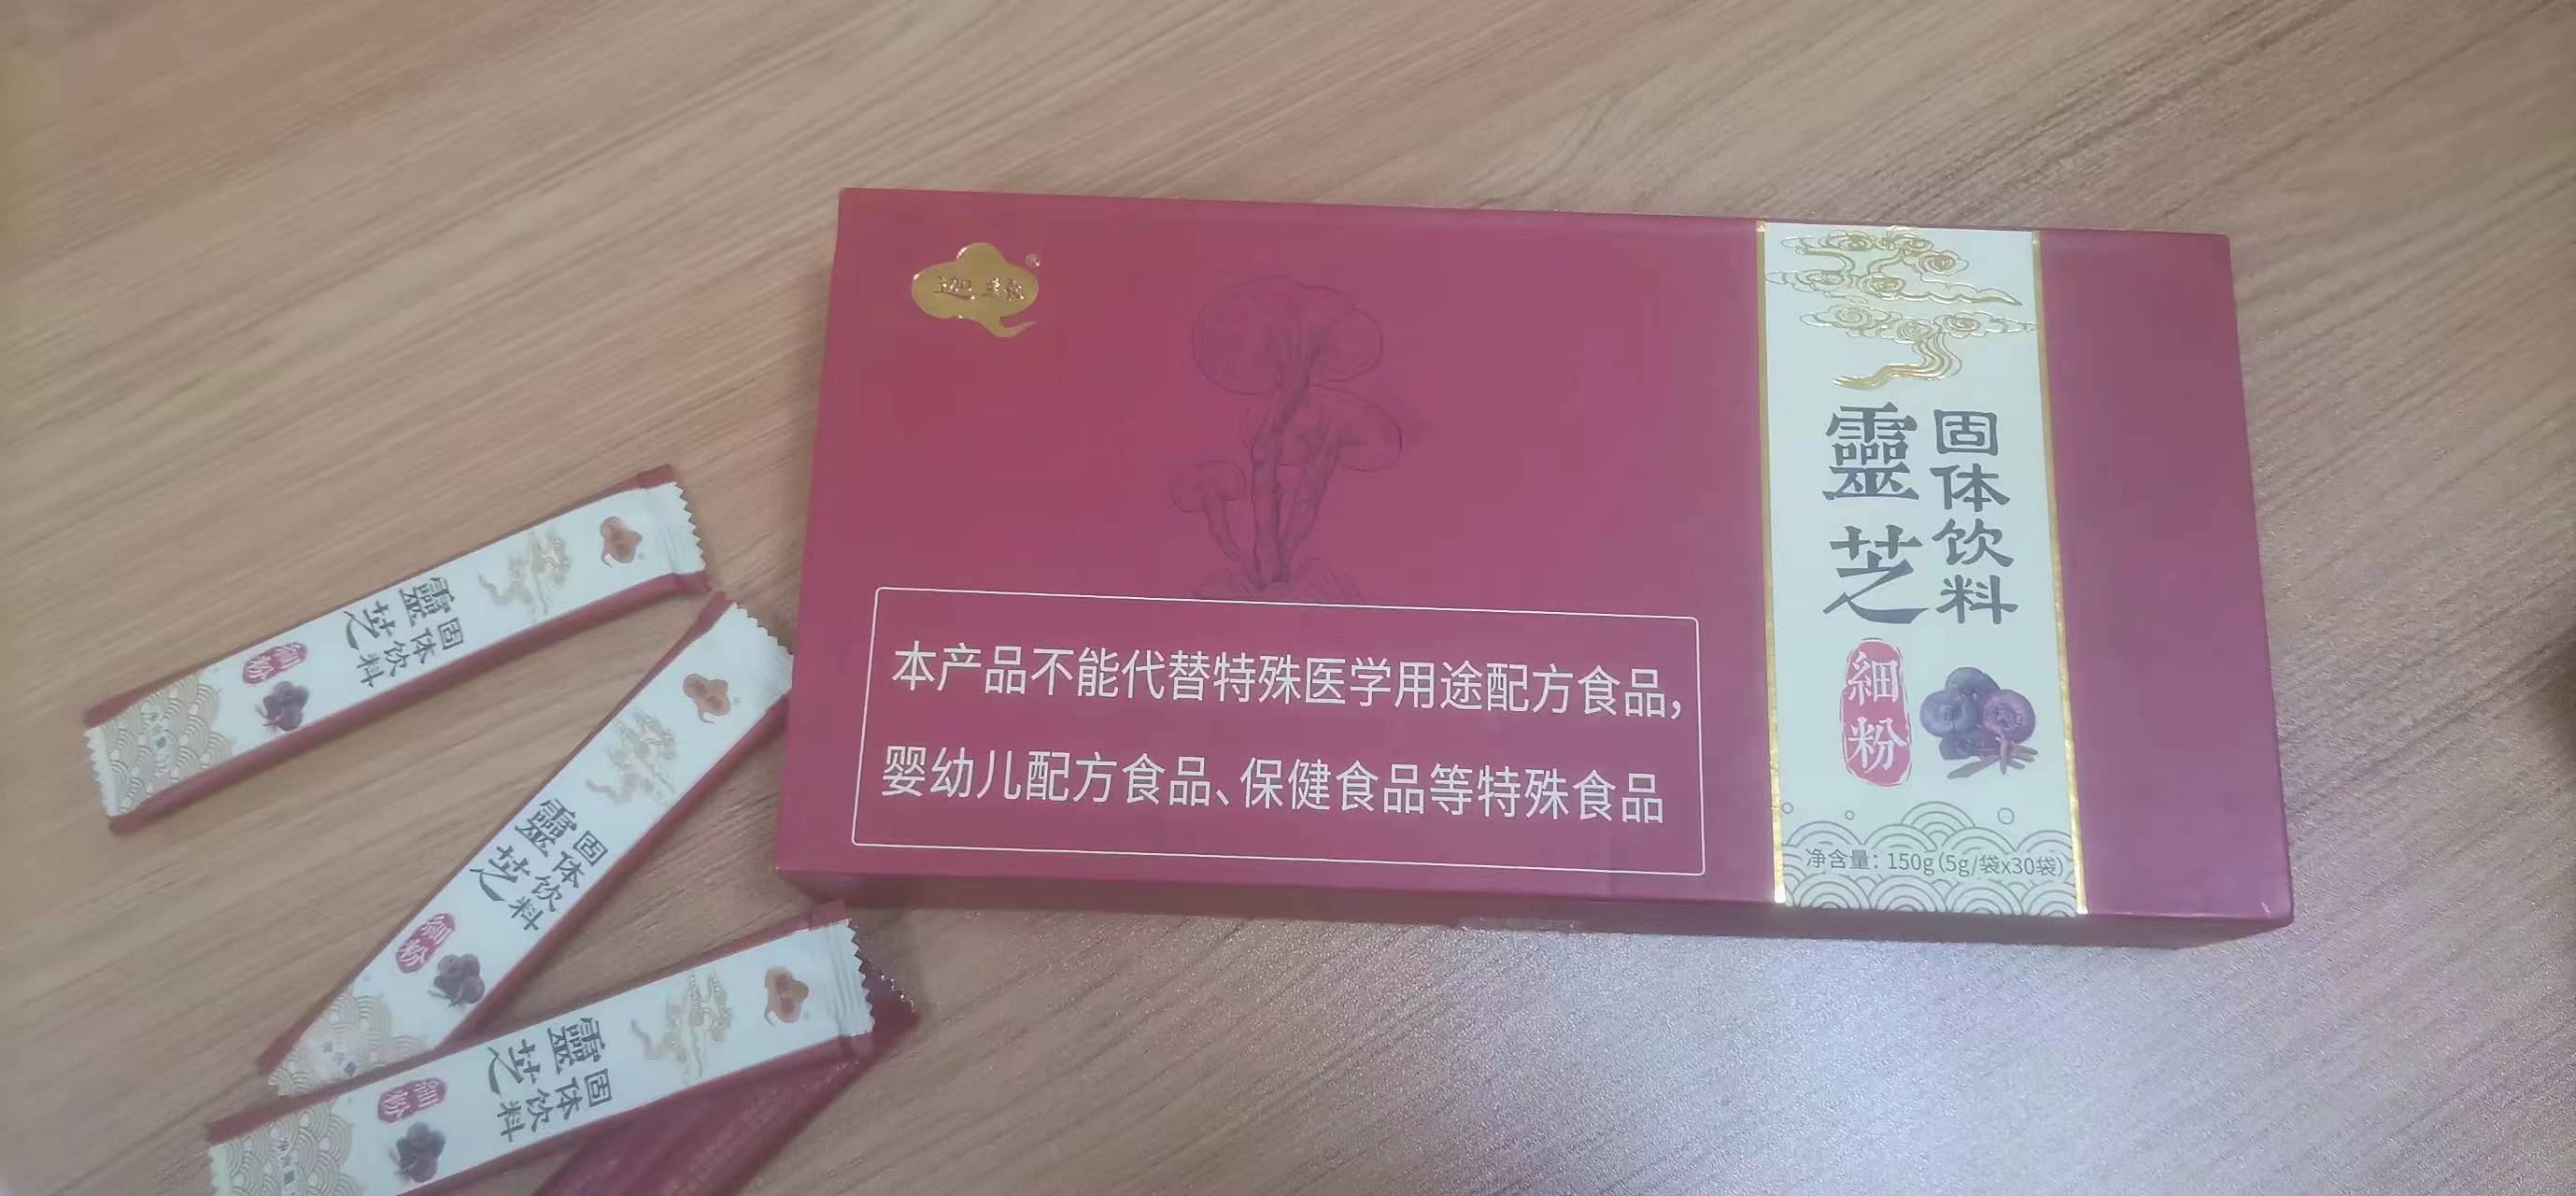 本产品不能代替特殊医学用途配方食品，
婴幼儿配方食品、保健食品等特殊食品
靈芝
固体饮料
細粉
净含量：150g(5g/袋x30袋)
靈芝
固体饮料
細粉
靈芝
固体饮料
細粉
靈芝
固体饮料
細粉